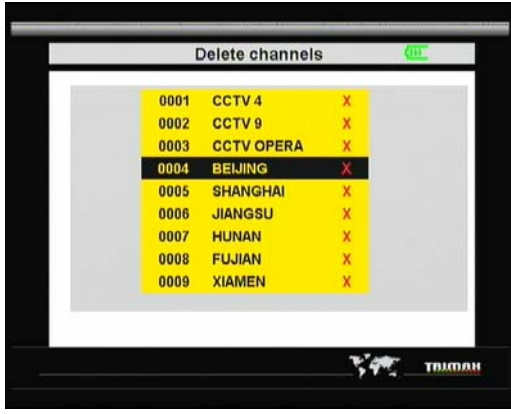 Delete channels
0001 CCTV 4 X
0002 CCTV 9 X
0003 CCTV OPERA X
0004 BEIJING X
0005 SHANGHAI X
0006 JIANGSU X
0007 HUNAN X
0008 FUJIAN X
0009 XIAMEN X
TRIMAX